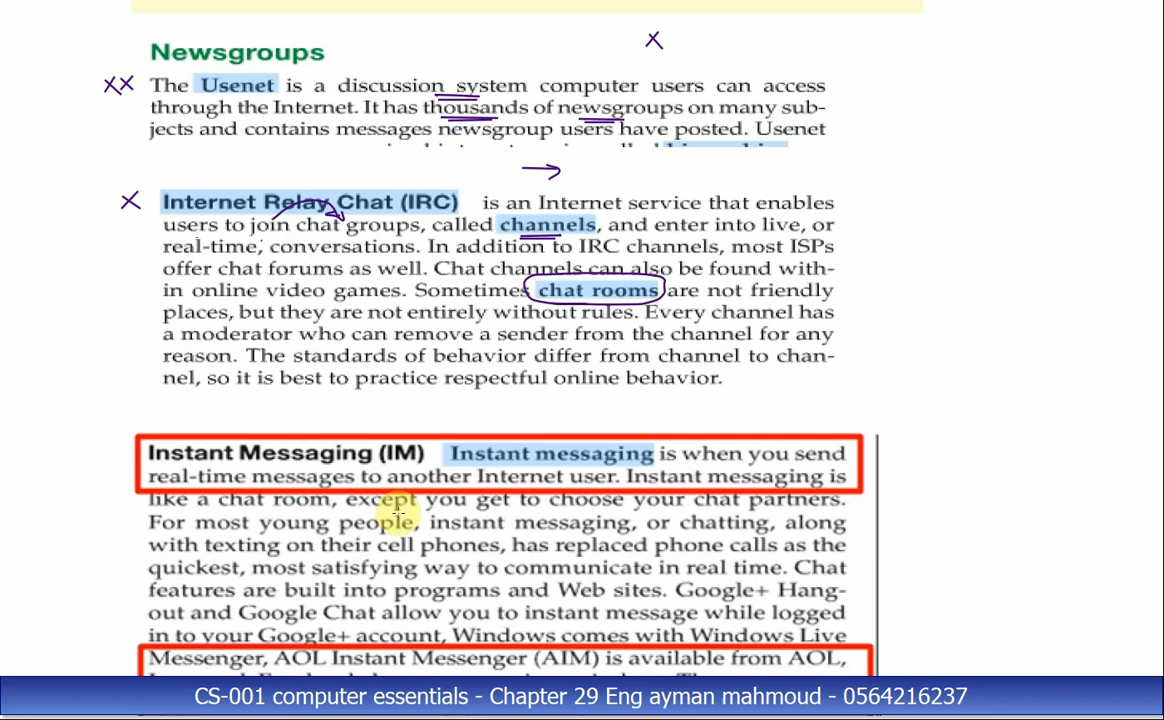 Newsgroups
The Usenet is a discussion system computer users can access
through the Internet. It has thousands of newsgroups on many sub-
jects and contains messages newsgroup users have posted. Usenet
Internet Relay Chat (IRC) is an Internet service that enables
users to join chat groups, called channels, and enter into live, or
real-time, conversations. In addition to IRC channels, most ISPs
offer chat forums as well. Chat channels can also be found with-
in online video games. Sometimes chat rooms are not friendly
places, but they are not entirely without rules. Every channel has
a moderator who can remove a sender from the channel for any
reason. The standards of behavior differ from channel to chan-
nel, so it is best to practice respectful online behavior.
Instant Messaging (IM) Instant messaging is when you send
real-time messages to another Internet user. Instant messaging is
like a chat room, except you get to choose your chat partners.
For most young people, instant messaging, or chatting, along
with texting on their cell phones, has replaced phone calls as the
quickest, most satisfying way to communicate in real time. Chat
features are built into programs and Web sites. Google+ Hang-
out and Google Chat allow you to instant message while logged
in to your Google+ account, Windows comes with Windows Live
Messenger, AOL Instant Messenger (AIM) is available from AOL,
CS-001 computer essentials - Chapter 29 Eng ayman mahmoud - 0564216237